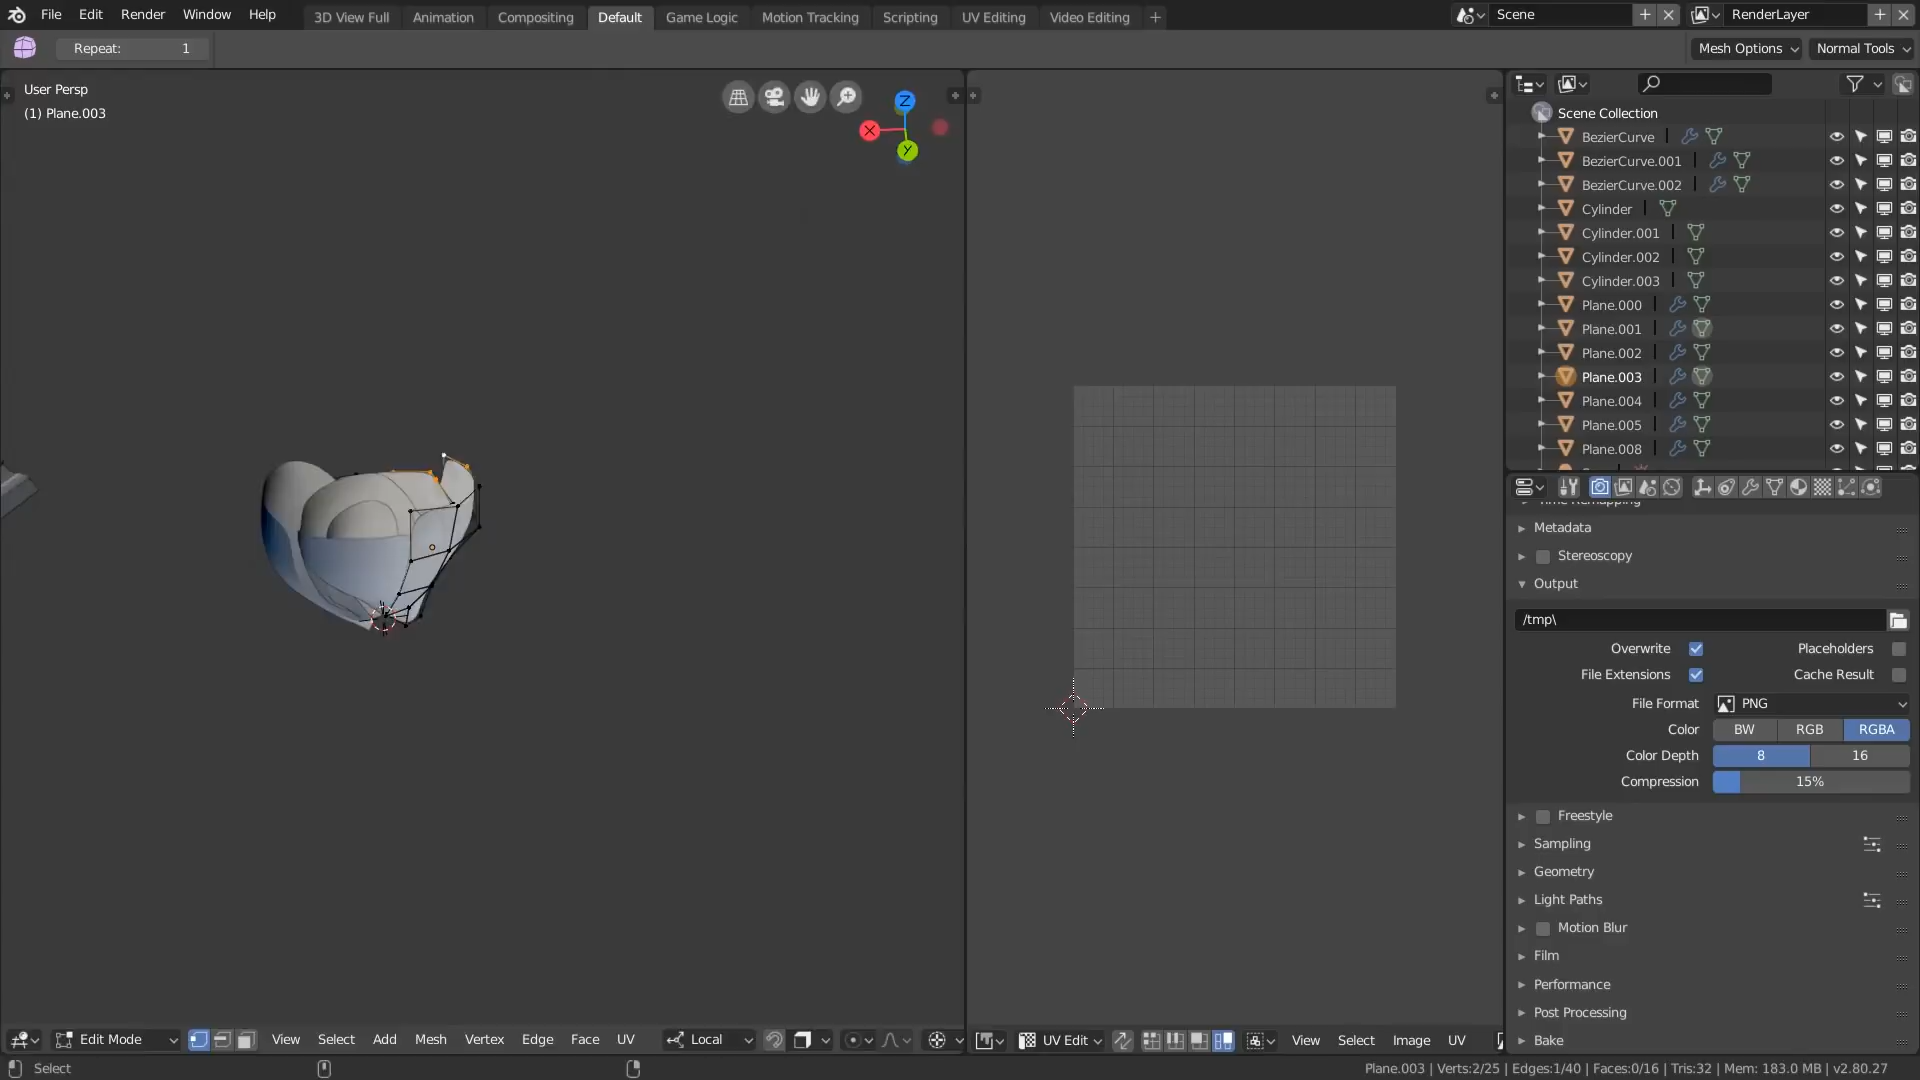 File Edit Render Window Help
3D View Full Animation Compositing Default Game Logic Motion Tracking Scripting UV Editing Video Editing +
Scene
RenderLayer
Repeat: 1
Mesh Options
Normal Tools
User Persp
(1) Plane.003
Z
X
Y
Scene Collection
BezierCurve
BezierCurve.001
BezierCurve.002
Cylinder
Cylinder.001
Cylinder.002
Cylinder.003
Plane.000
Plane.001
Plane.002
Plane.003
Plane.004
Plane.005
Plane.008
Time Remapping
Metadata
Stereoscopy
Output
/tmp\
Overwrite Placeholders
File Extensions Cache Result
File Format PNG
Color BW RGB RGBA
Color Depth 8 16
Compression 15%
Freestyle
Sampling
Geometry
Light Paths
Motion Blur
Film
Performance
Post Processing
Bake
Edit Mode View Select Add Mesh Vertex Edge Face UV Local
UV Edit View Select Image UV
Select
Plane.003 | Verts:2/25 | Edges:1/40 | Faces:0/16 | Tris:32 | Mem: 183.0 MB | v2.80.27